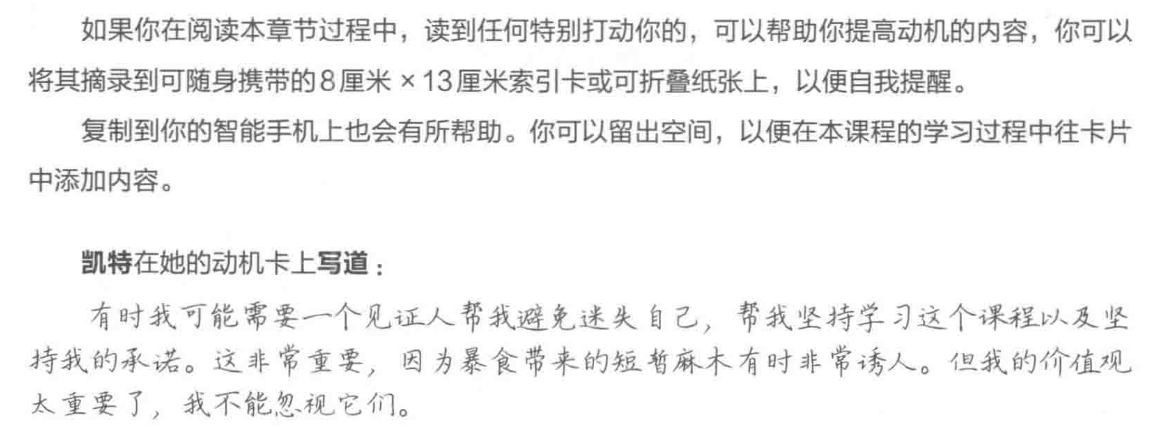 如果你在阅读本章节过程中，读到任何特别打动你的，可以帮助你提高动机的内容，你可以
将其摘录到可随身携带的8厘米 × 13厘米索引卡或可折叠纸张上，以便自我提醒。
复制到你的智能手机上也会有所帮助。你可以留出空间，以便在本课程的学习过程中往卡片
中添加内容。
凯特在她的动机卡上写道：
有时我可能需要一个见证人帮我避免迷失自己，帮我坚持学习这个课程以及坚
持我的承诺。这非常重要，因为暴食带来的短暂麻木有时非常诱人。但我的价值观
太重要了，我不能忽视它们。